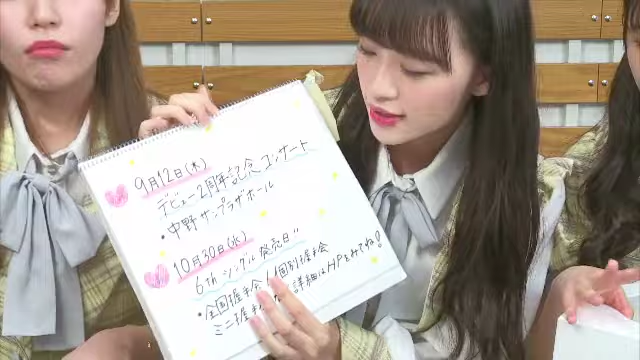 9月12日(木)
デビュー2周年記念コンサート
・中野サンプラザホール
10月30日(水)
6thシングル発売日"
・全国握手会 個別握手会
ミニ握手 詳細はHPをみてね!